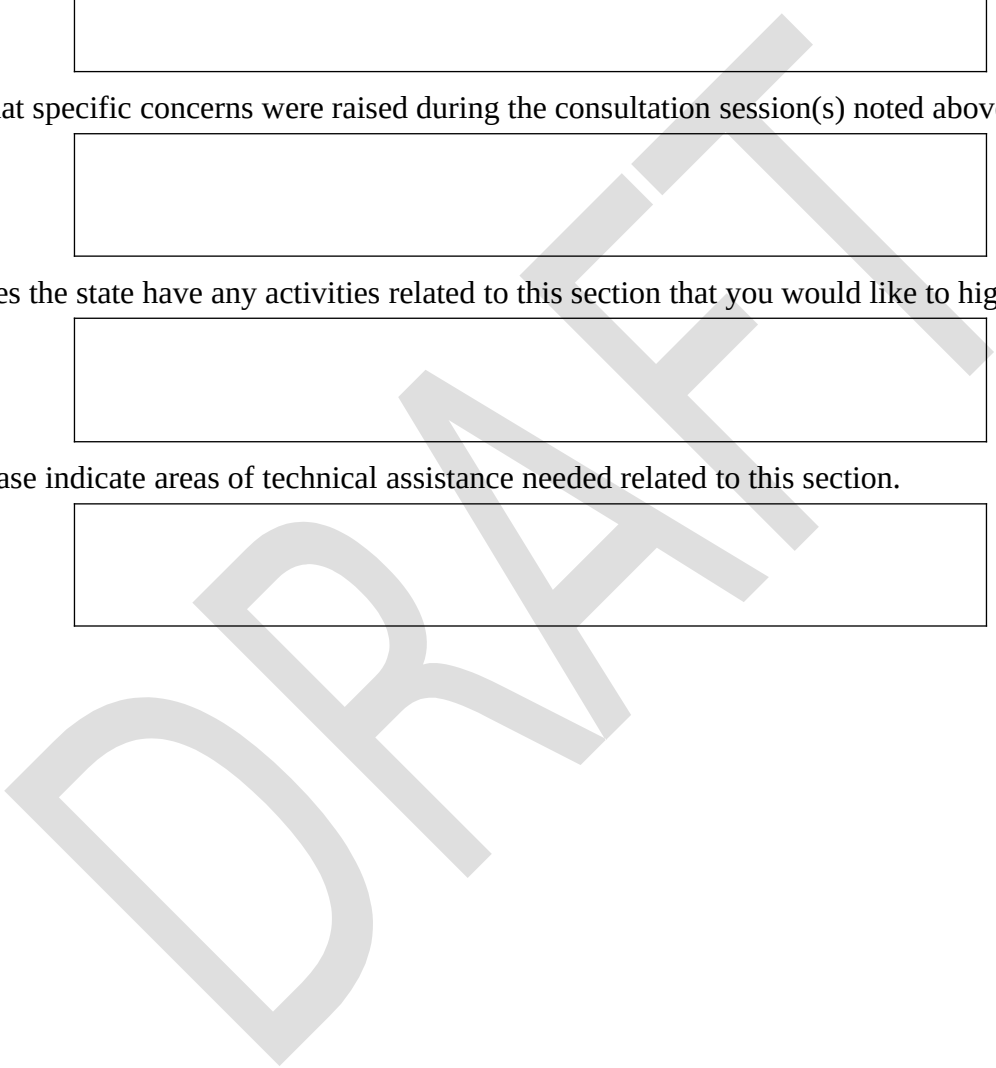 at specific concerns were raised during the consultation session(s) noted above
es the state have any activities related to this section that you would like to hig
ase indicate areas of technical assistance needed related to this section.
DRAFT